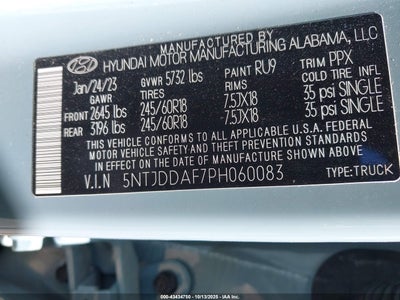 MANUFACTURED BY
HYUNDAI MOTOR MANUFACTURING ALABAMA, LLC
Jan/24/23 GVWR 5732 lbs PAINT RU9 TRIM PPX
GAWR TIRES RIMS COLD TIRE INFL
FRONT 2645 lbs 245/60R18 7.5JX18 35 psi SINGLE
REAR 3196 lbs 245/60R18 7.5JX18 35 psi SINGLE
THIS VEHICLE CONFORMS TO ALL APPLICABLE U.S. FEDERAL
MOTOR VEHICLE SAFETY, BUMPER, AND THEFT PREVENTION
STANDARDS IN EFFECT ON THE DATE OF MANUFACTURE SHOWN ABOVE.
V.I.N 5NTJDDAF7PH060083 TYPE:TRUCK
000-43434750 | 10/13/2025 - IAA, Inc.